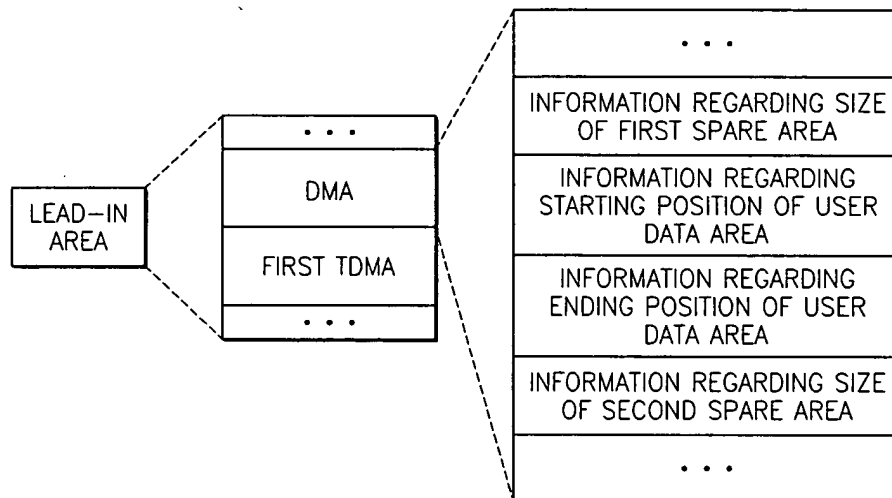 LEAD-IN
AREA
. . .
DMA
FIRST TDMA
. . .
. . .
INFORMATION REGARDING SIZE
OF FIRST SPARE AREA
INFORMATION REGARDING
STARTING POSITION OF USER
DATA AREA
INFORMATION REGARDING
ENDING POSITION OF USER
DATA AREA
INFORMATION REGARDING SIZE
OF SECOND SPARE AREA
. . .